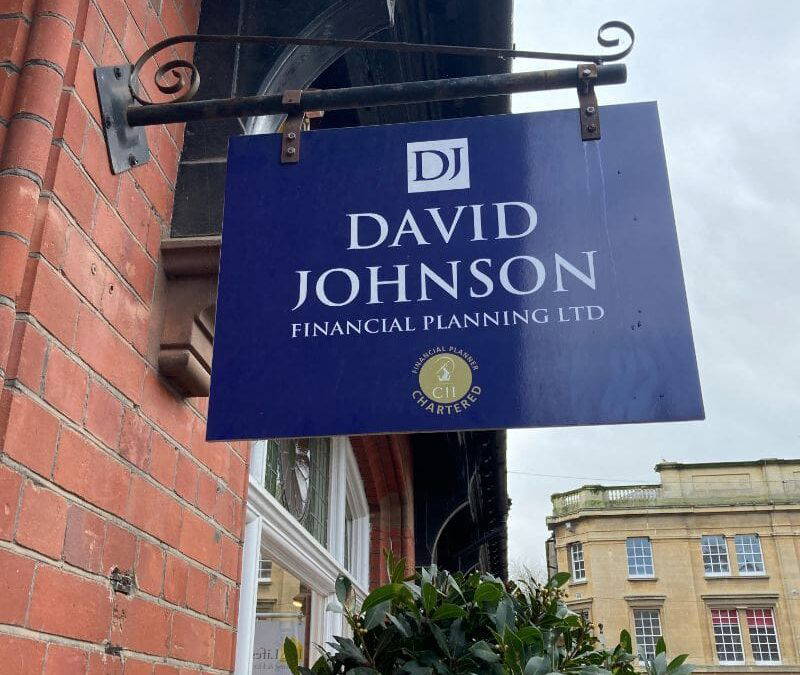 DJ
DAVID
JOHNSON
FINANCIAL PLANNING LTD
FINANCIAL PLANNER
CII
CHARTERED